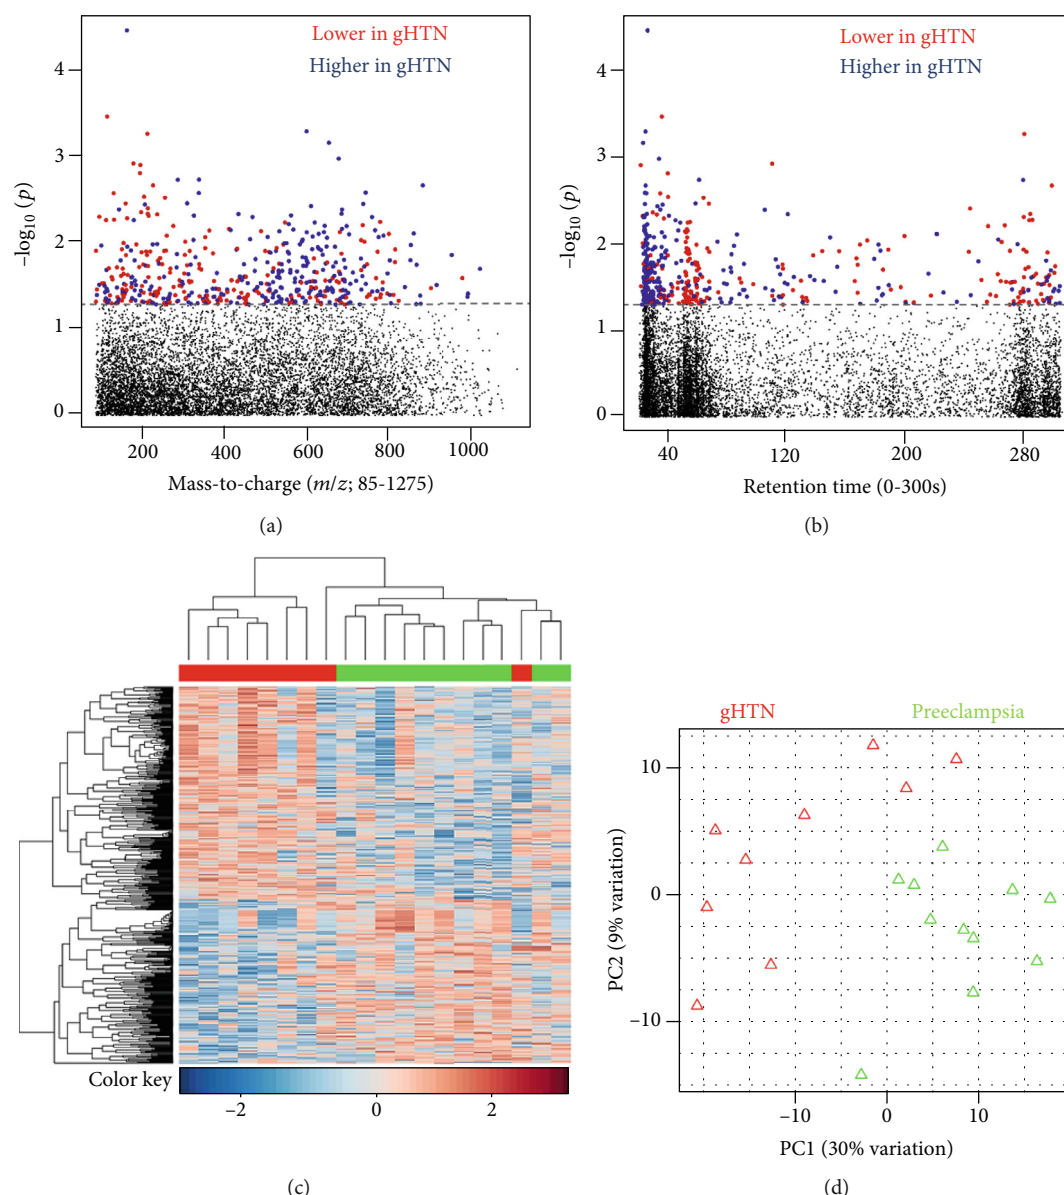 Lower in gHTN
Higher in gHTN
4
3
2
1
0
–log10 (p)
200
400
600
800
1000
Mass-to-charge (m/z; 85-1275)
(a)
Lower in gHTN
Higher in gHTN
4
3
2
1
0
–log10 (p)
40
120
200
280
Retention time (0-300s)
(b)
Color key
–2
0
2
(c)
gHTN
Preeclampsia
10
0
–10
PC2 (9% variation)
–10
0
10
PC1 (30% variation)
(d)